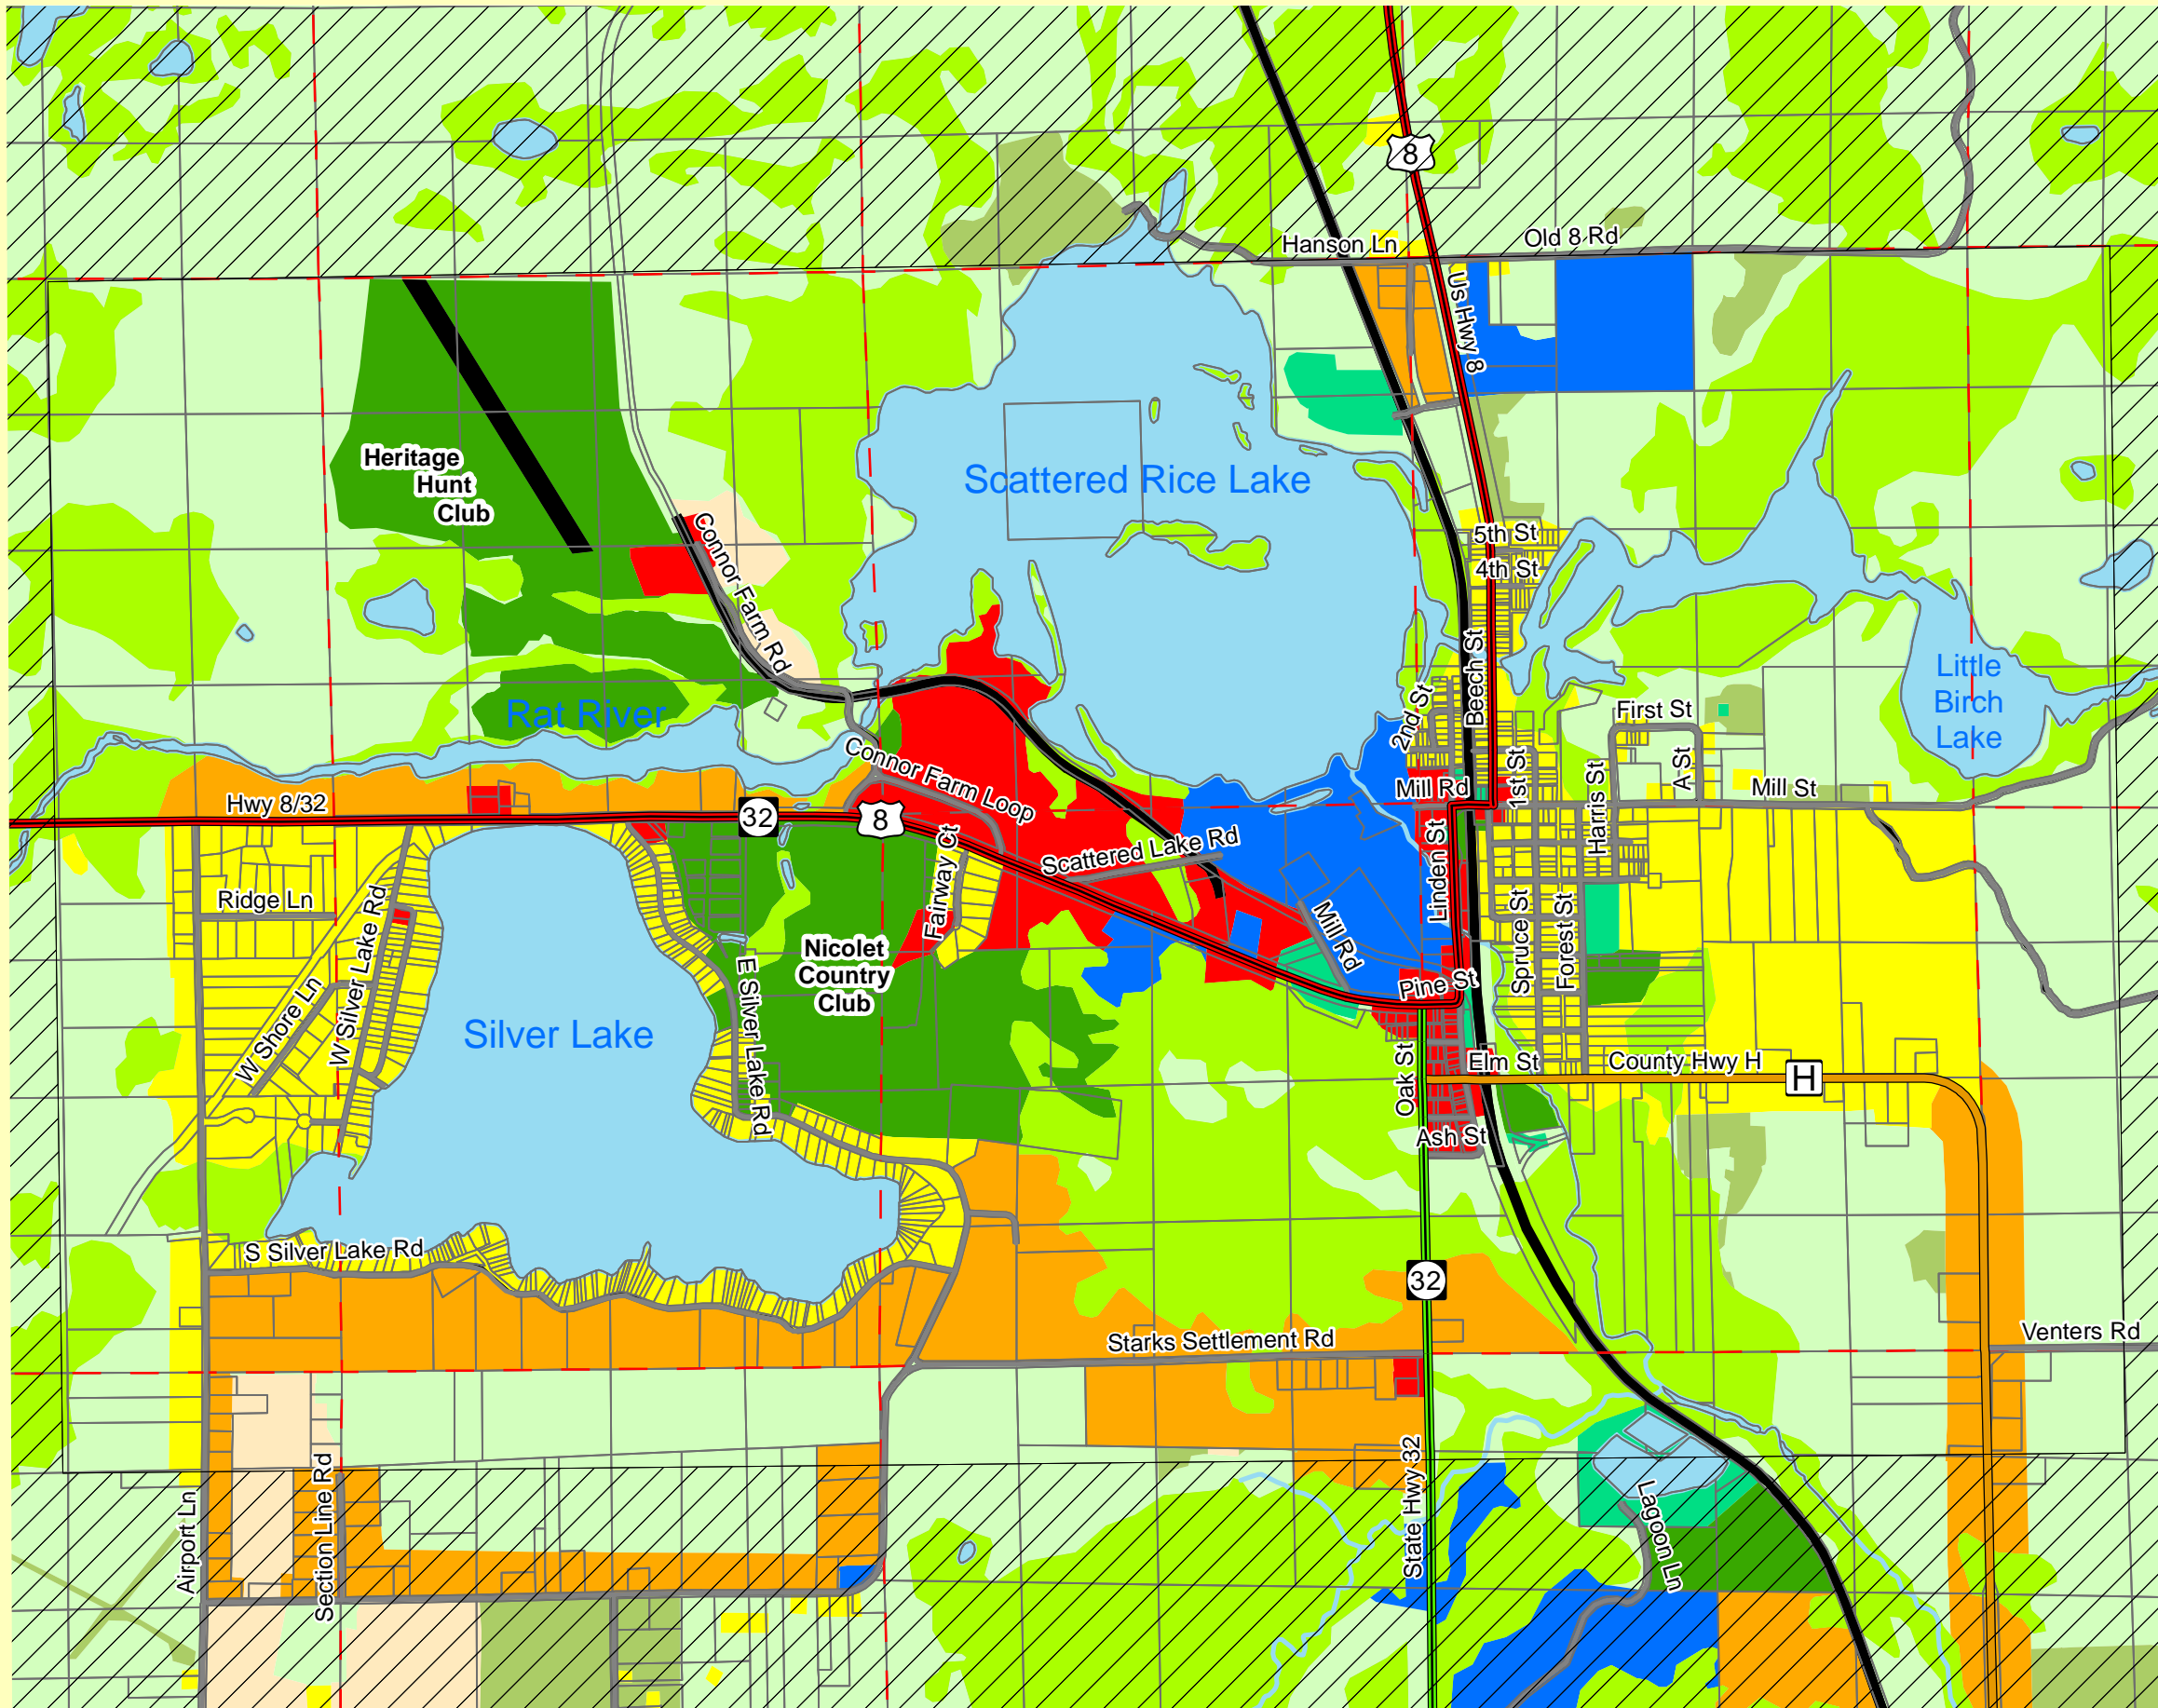 8
Hanson Ln
Old 8 Rd
Us Hwy 8
Heritage
Hunt
Club
Scattered Rice Lake
5th St
4th St
Connor Farm Rd
Beech St
2nd St
Little
Birch
Lake
Rat River
First St
A St
Connor Farm Loop
Hwy 8/32
32
8
Mill Rd
1st St
Harris St
Mill St
Fairway Ct
Scattered Lake Rd
Linden St
Ridge Ln
W Silver Lake Rd
Mill Rd
Spruce St
Forest St
Nicolet
Country
Club
E Silver Lake Rd
W Shore Ln
Silver Lake
Pine St
Oak St
Elm St
County Hwy H
H
Ash St
S Silver Lake Rd
32
Starks Settlement Rd
Venters Rd
Airport Ln
Section Line Rd
State Hwy 32
Lagoon Ln